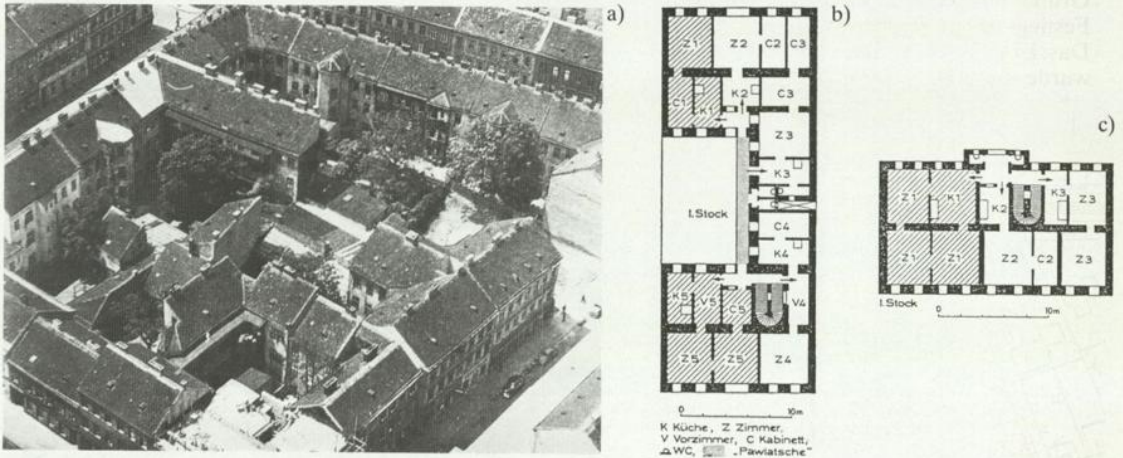 a)
b)
c)
Z1 Z2 C2 C3
C1 K1 K2 C3
Z3
K3
I.Stock
C4
K4
K5 V5 C5 V4
Z5 Z5 Z4
0 10m
K Küche, Z Zimmer,
V Vorzimmer, C Kabinett,
WC, „Pawlatsche"
Z1 K1 K2 K3 Z3
Z1 Z1 Z2 C2 Z3
I.Stock
0 10m